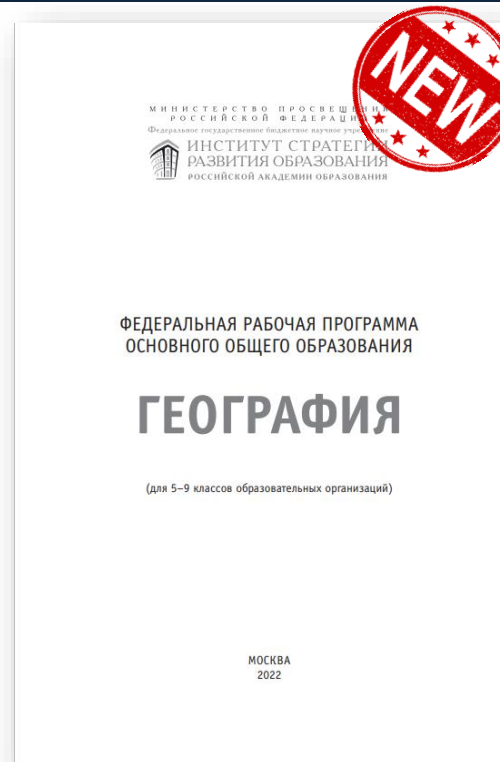 NEW
МИНИСТЕРСТВО ПРОСВЕЩЕНИЯ
РОССИЙСКОЙ ФЕДЕРАЦИИ
Федеральное государственное бюджетное научное учреждение
ИНСТИТУТ СТРАТЕГИИ
РАЗВИТИЯ ОБРАЗОВАНИЯ
РОССИЙСКОЙ АКАДЕМИИ ОБРАЗОВАНИЯ
ФЕДЕРАЛЬНАЯ РАБОЧАЯ ПРОГРАММА
ОСНОВНОГО ОБЩЕГО ОБРАЗОВАНИЯ
ГЕОГРАФИЯ
(для 5–9 классов образовательных организаций)
МОСКВА
2022